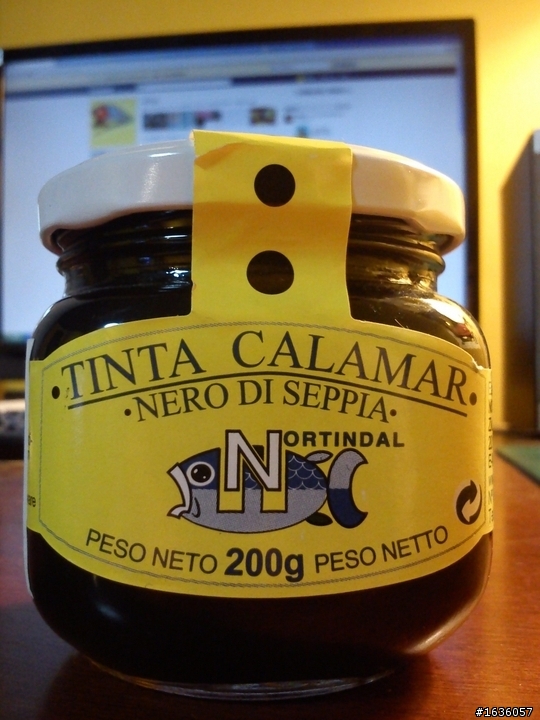 ·TINTA CALAMAR·
·NERO DI SEPPIA·
NORTINDAL
PESO NETO 200g PESO NETTO
#1636057